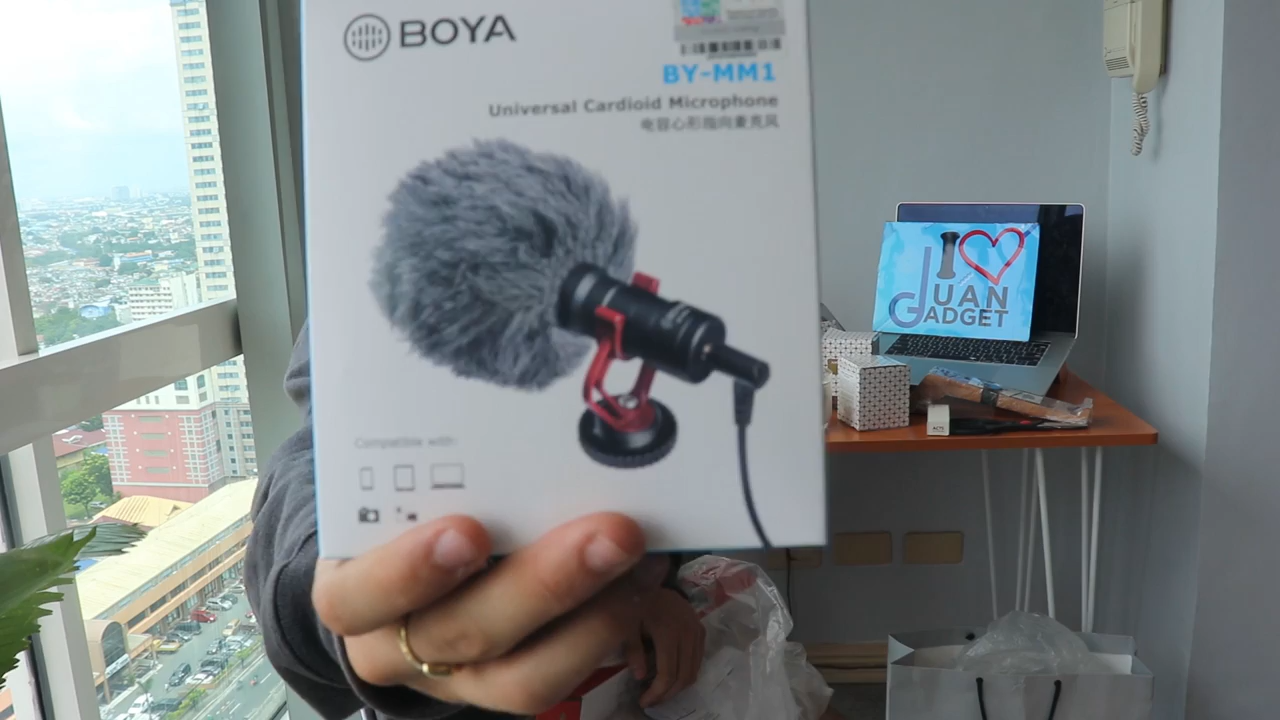 BOYA
BY-MM1
Universal Cardioid Microphone
电容心形指向麦克风
Compatible with:
I
JUAN
GADGET